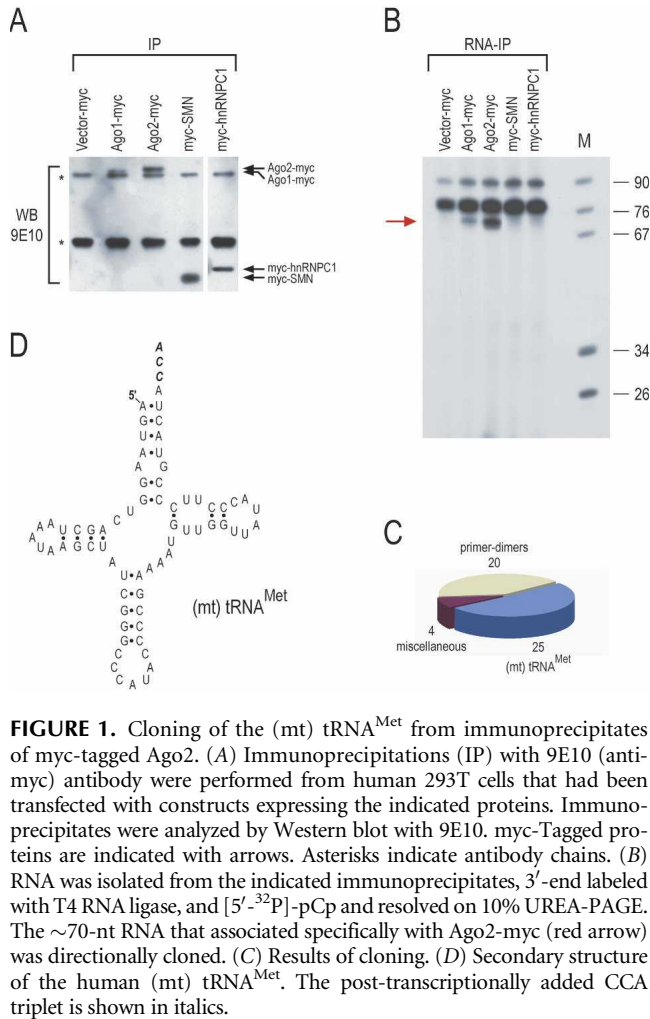 A
IP
Vector-myc
Ago1-myc
Ago2-myc
myc-SMN
myc-hnRNPC1
WB
9E10
*
*
Ago2-myc
Ago1-myc
myc-hnRNPC1
myc-SMN
B
RNA-IP
Vector-myc
Ago1-myc
Ago2-myc
myc-SMN
myc-hnRNPC1
M
90
76
67
34
26
C
primer-dimers
20
4
miscellaneous
25
(mt) tRNAMet
D
A
C
C
5'
(mt) tRNAMet
FIGURE 1. Cloning of the (mt) tRNAMet from immunoprecipitates
of myc-tagged Ago2. (A) Immunoprecipitations (IP) with 9E10 (anti-
myc) antibody were performed from human 293T cells that had been
transfected with constructs expressing the indicated proteins. Immuno-
precipitates were analyzed by Western blot with 9E10. myc-Tagged pro-
teins are indicated with arrows. Asterisks indicate antibody chains. (B)
RNA was isolated from the indicated immunoprecipitates, 3′-end labeled
with T4 RNA ligase, and [5′-32P]-pCp and resolved on 10% UREA-PAGE.
The ∼70-nt RNA that associated specifically with Ago2-myc (red arrow)
was directionally cloned. (C) Results of cloning. (D) Secondary structure
of the human (mt) tRNAMet. The post-transcriptionally added CCA
triplet is shown in italics.